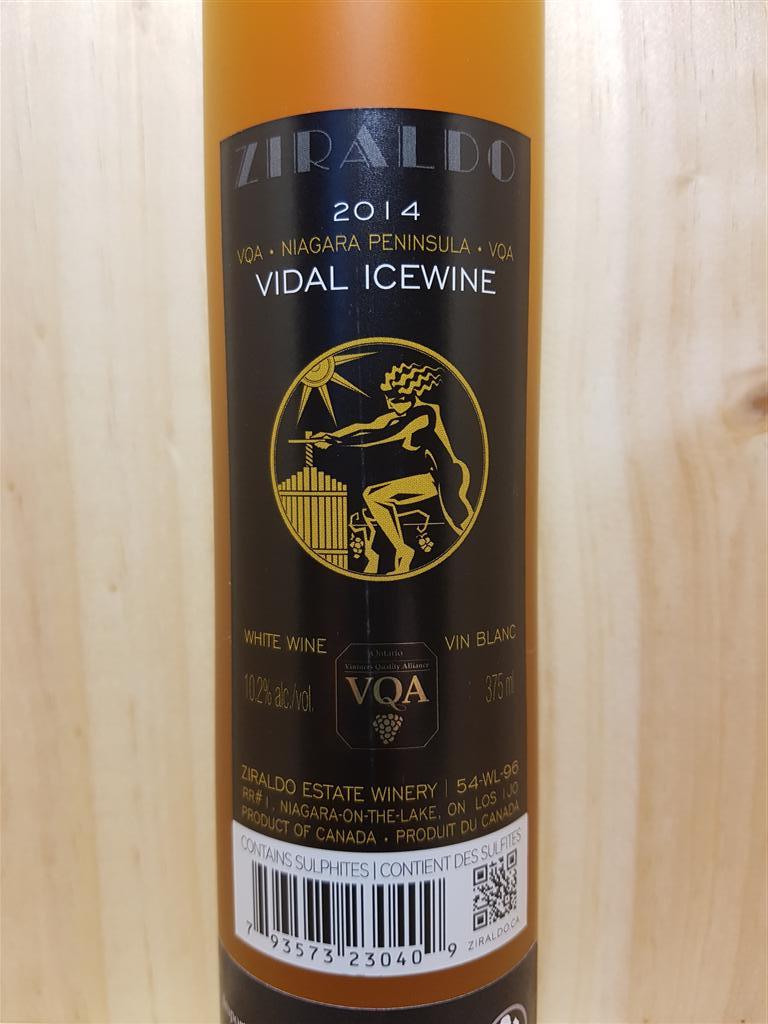 ZIRALDO
2014
VQA • NIAGARA PENINSULA • VQA
VIDAL ICEWINE
WHITE WINE
VIN BLANC
Ontario
Vintners Quality Alliance
VQA
10.2% alc./vol.
375 ml
ZIRALDO ESTATE WINERY | 54-WL-96
RR# 1, NIAGARA-ON-THE-LAKE, ON LOS 1JO
PRODUCT OF CANADA • PRODUIT DU CANADA
CONTAINS SULPHITES | CONTIENT DES SULFITES
7 93573 23040 9
ZIRALDO.CA